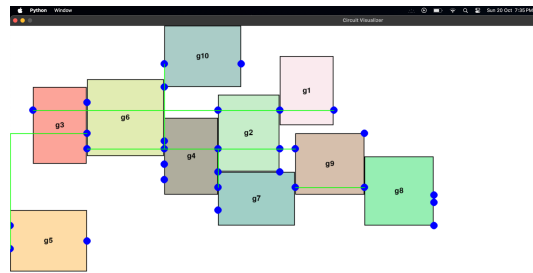 Python Window Sun 20 Oct 7:35 PM
Circuit Visualizer
g10
g1
g6
g3
g2
g4
g9
g8
g7
g5